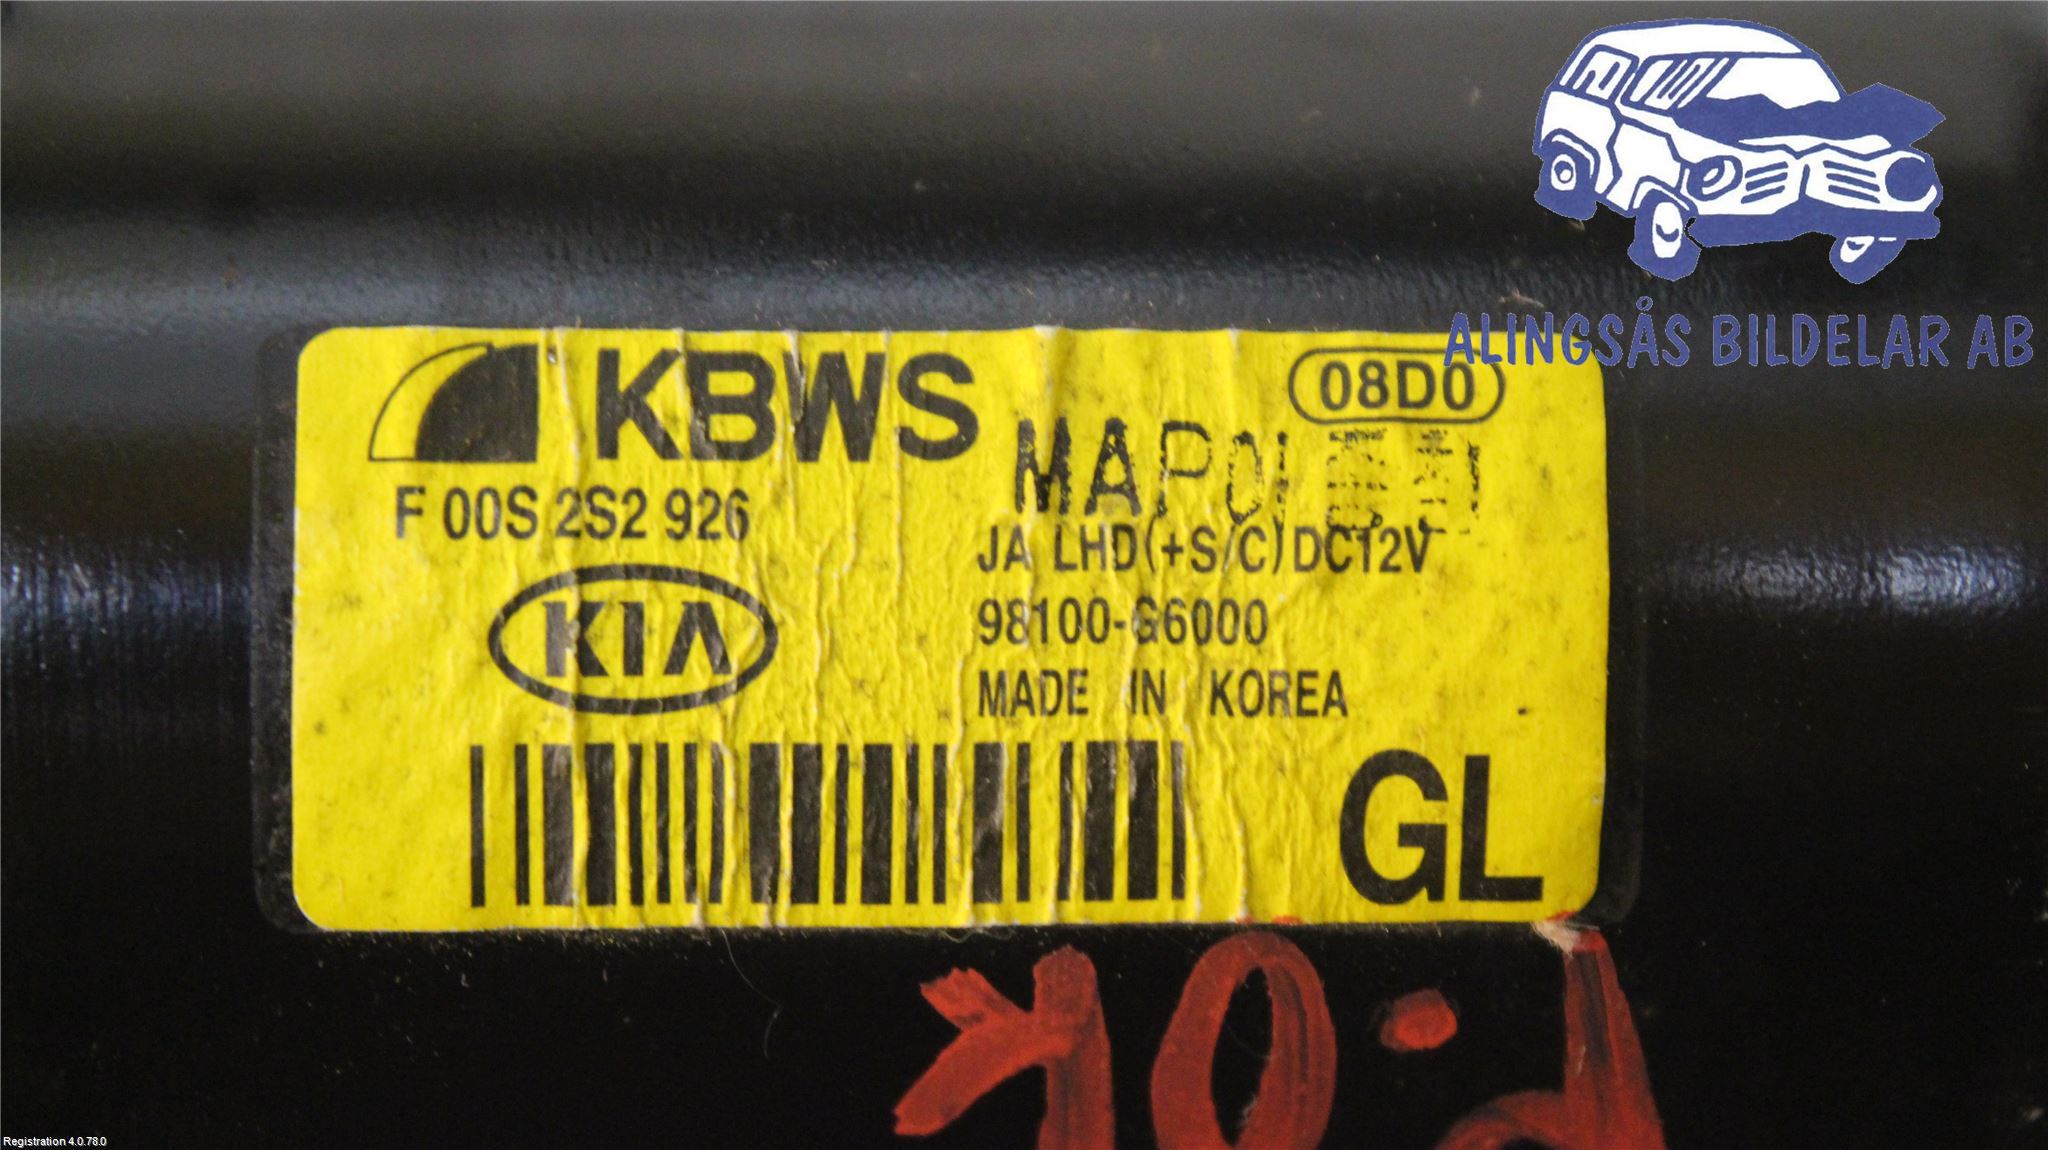 ALINGSÅS BILDELAR AB
KBWS
08D0
F 00S 2S2 926
JA LHD(+S/C)DC12V
KIA
98100-G6000
MADE IN KOREA
GL
Registration 4.0.78.0